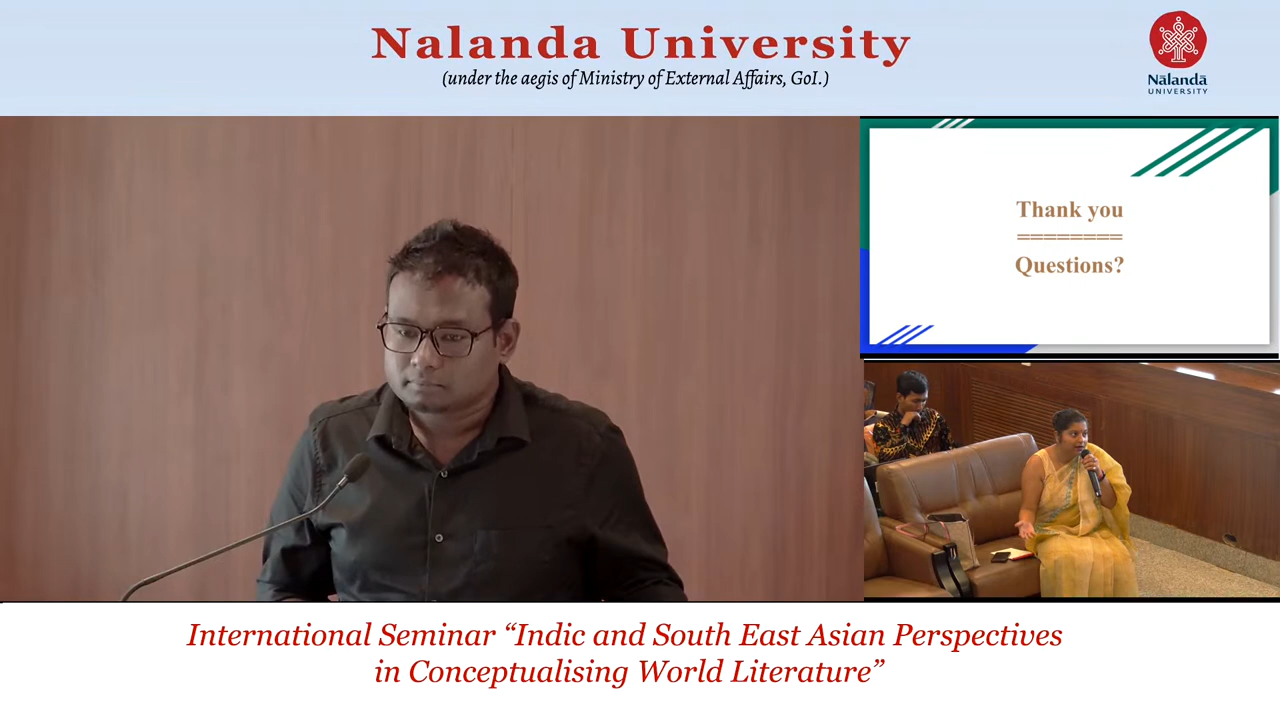 Nalanda University
(under the aegis of Ministry of External Affairs, GoI.)
Nālandā
UNIVERSITY
Thank you
========
Questions?
International Seminar “Indic and South East Asian Perspectives
in Conceptualising World Literature”